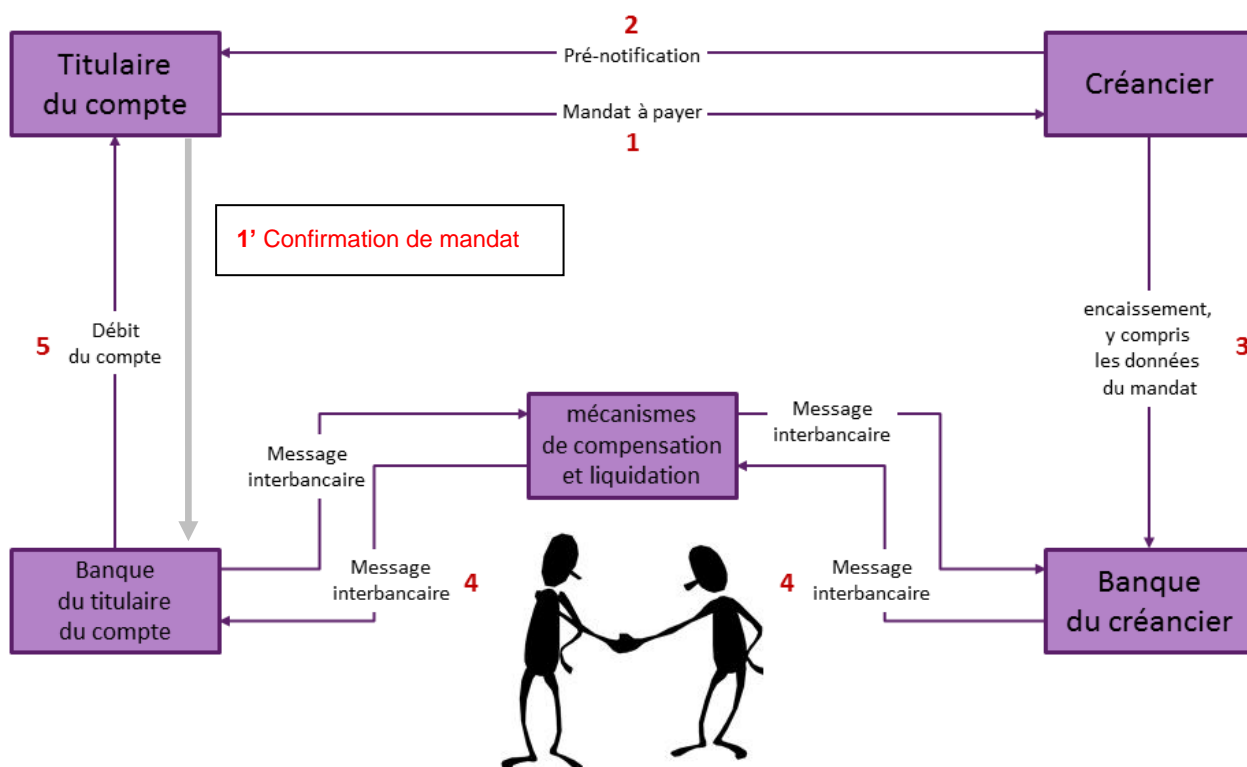 2
Pré-notification
Titulaire
du compte
Créancier
Mandat à payer
1
1’ Confirmation de mandat
5
Débit
du compte
encaissement,
y compris
les données
du mandat
3
mécanismes
de compensation
et liquidation
Message
interbancaire
Message
interbancaire
Banque
du titulaire
du compte
Message
interbancaire
4
4
Message
interbancaire
Banque
du créancier